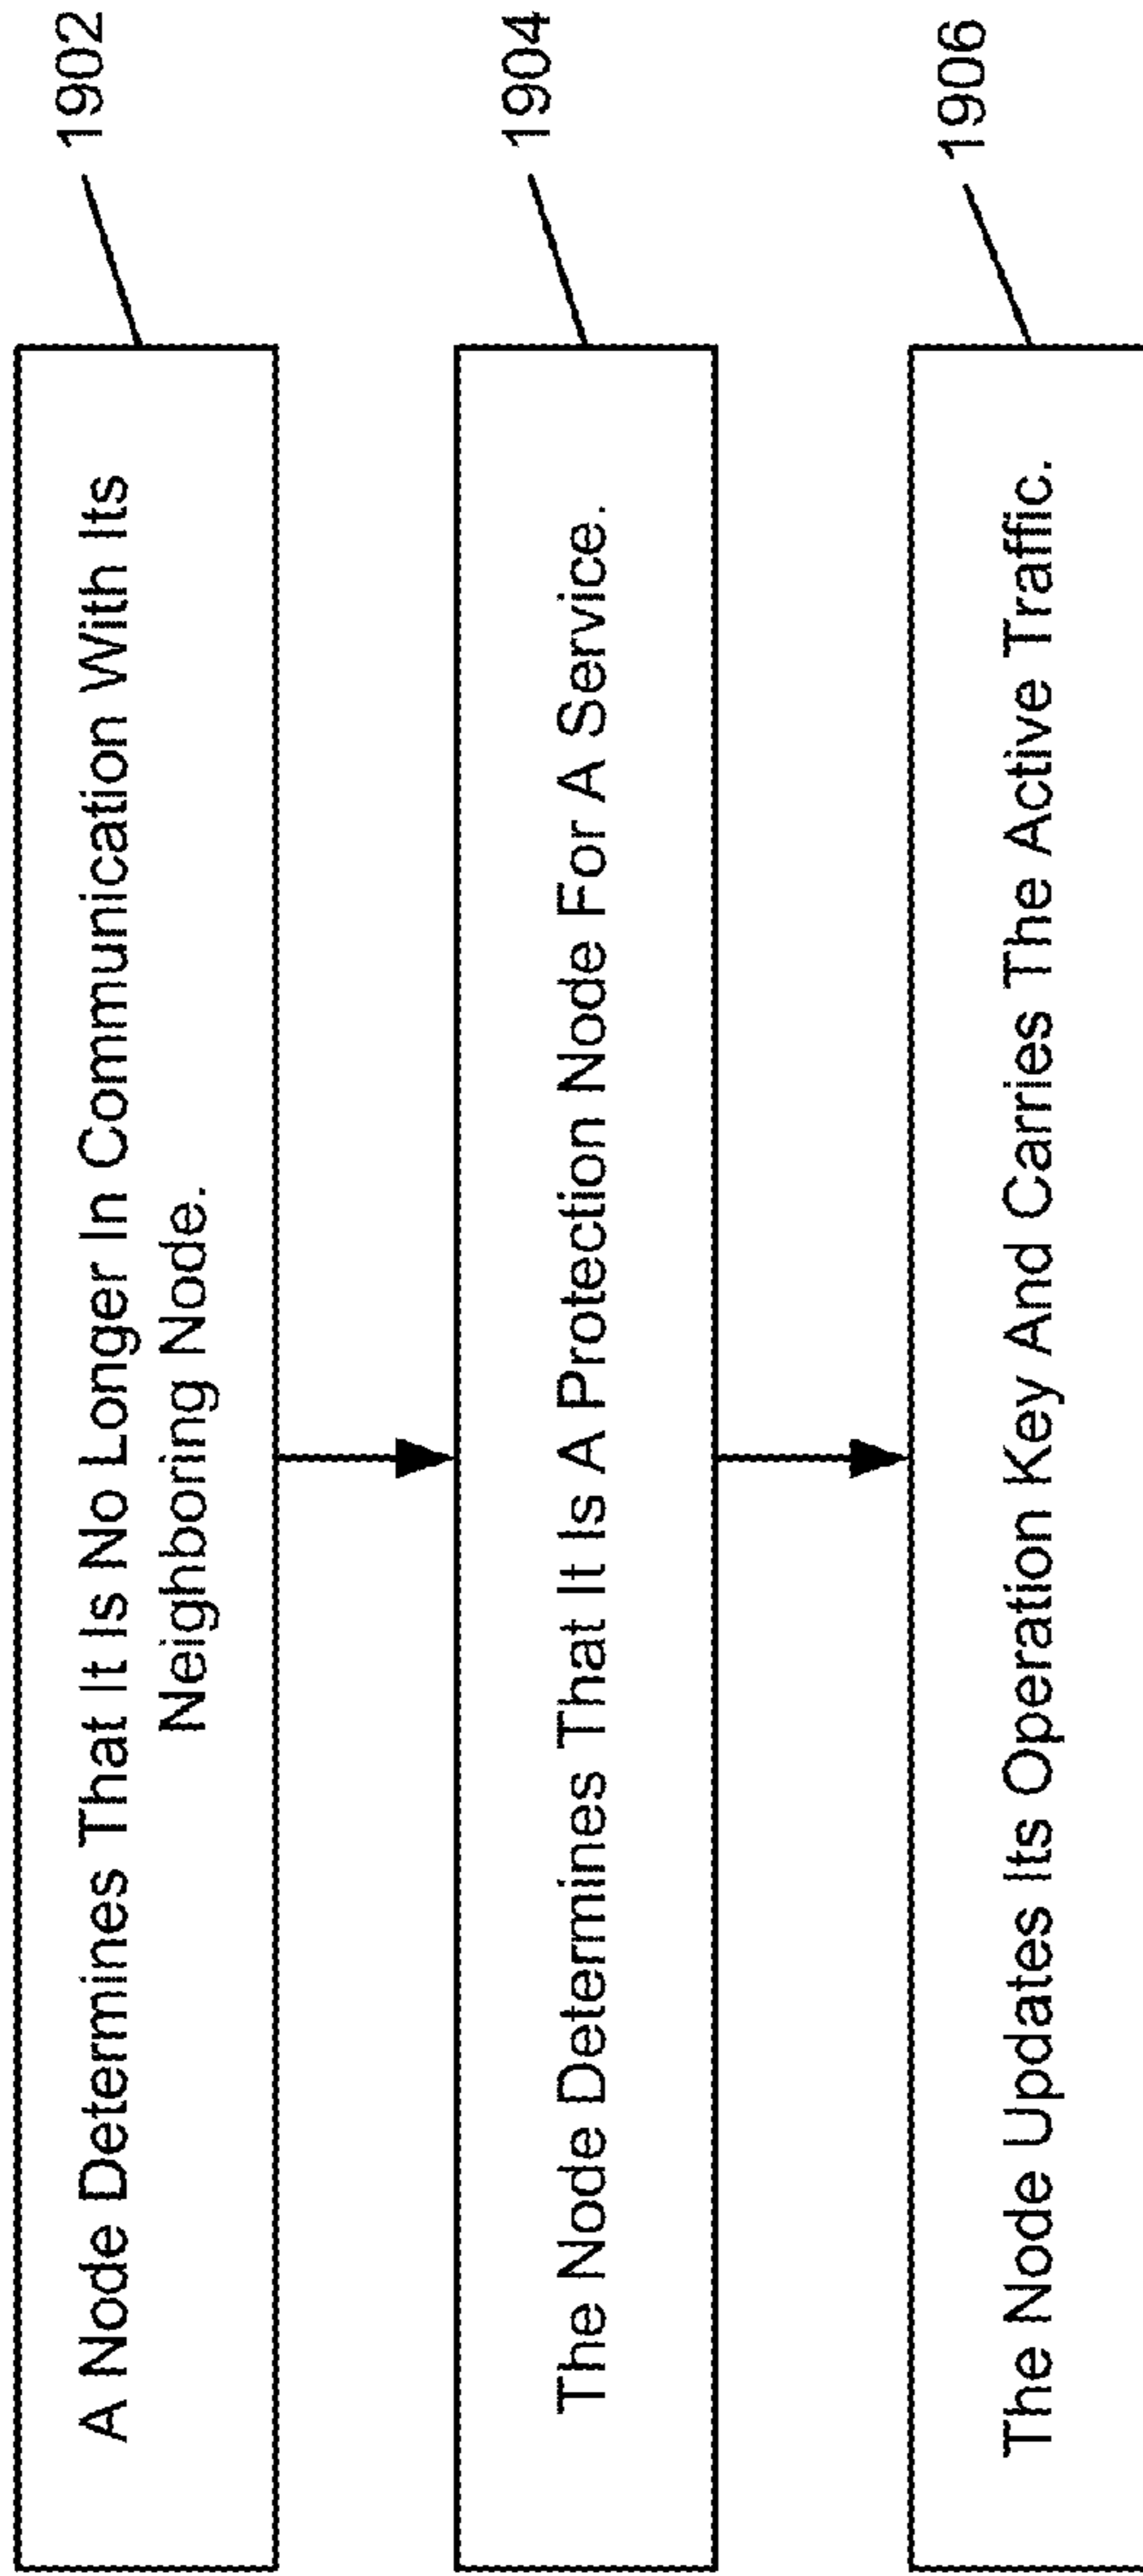 A Node Determines That It Is No Longer In Communication With Its
Neighboring Node.
1902
The Node Determines That It Is A Protection Node For A Service.
1904
The Node Updates Its Operation Key And Carries The Active Traffic.
1906